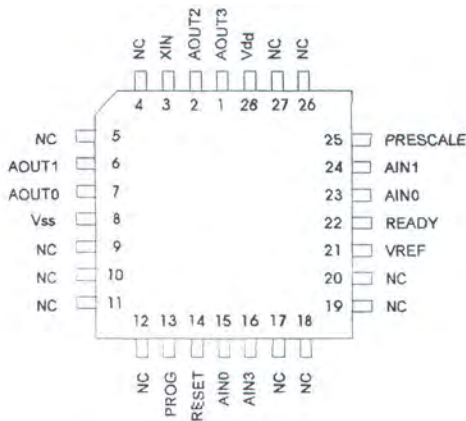 NC XIN AOUT2 AOUT3 Vdd NC NC
4 3 2 1 28 27 26
NC 5
AOUT1 6
AOUT0 7
Vss 8
NC 9
NC 10
NC 11
25 PRESCALE
24 AIN1
23 AIN0
22 READY
21 VREF
20 NC
19 NC
12 13 14 15 16 17 18
NC PROG RESET AIN0 AIN3 NC NC